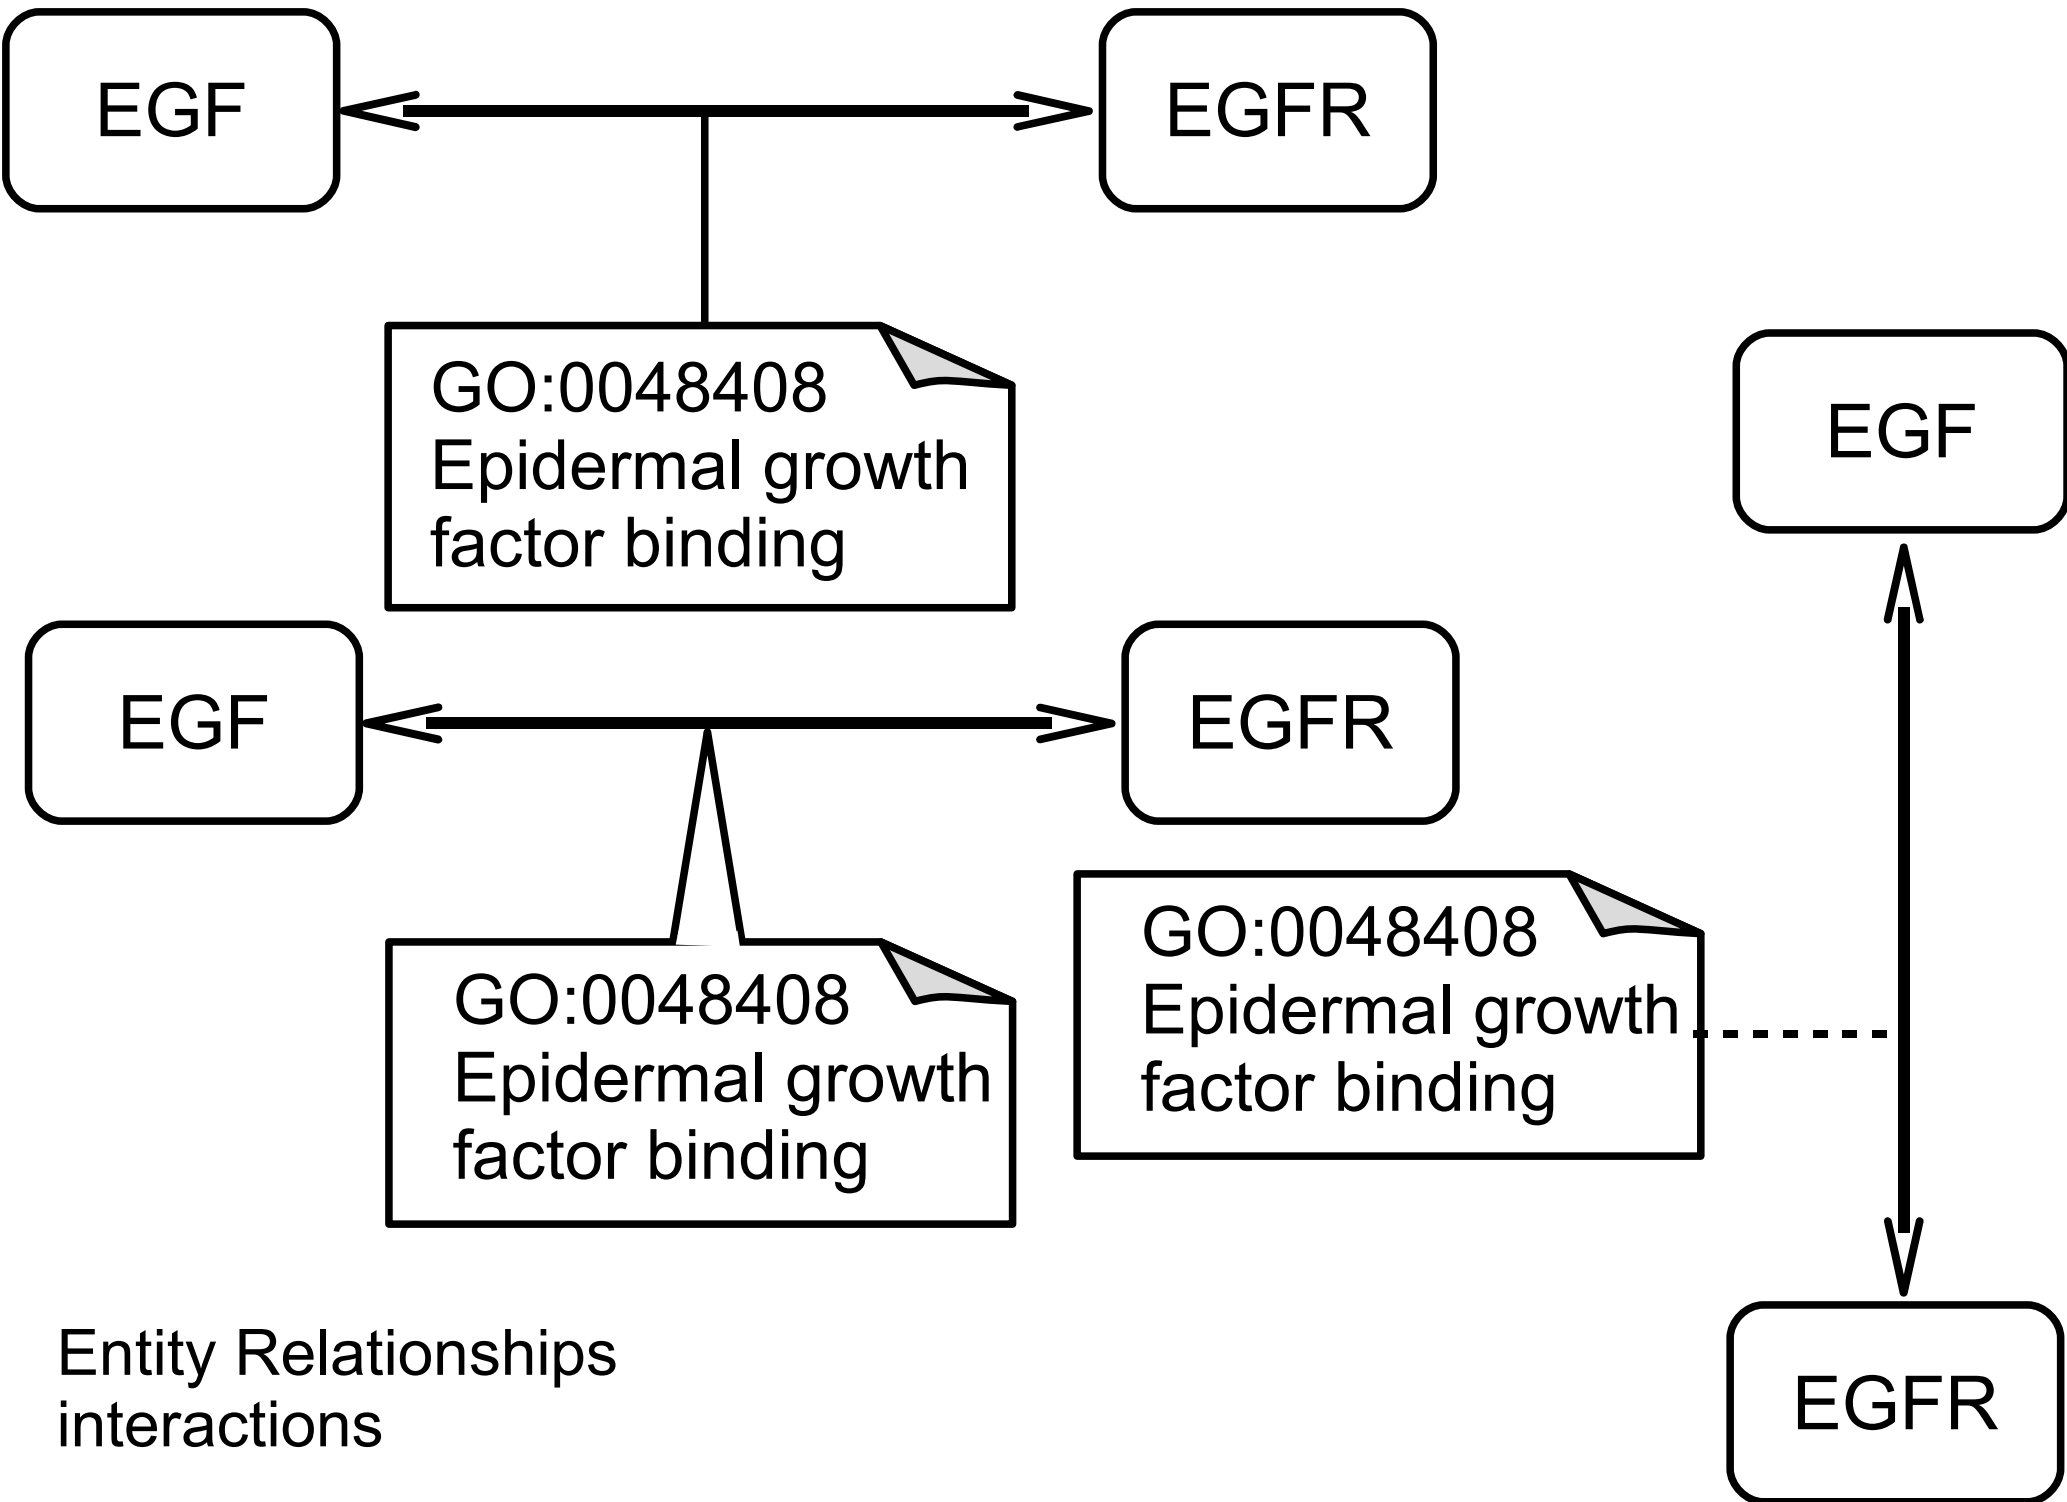 EGF
EGFR
GO:0048408
Epidermal growth
factor binding
EGF
EGF
EGFR
GO:0048408
Epidermal growth
factor binding
GO:0048408
Epidermal growth
factor binding
Entity Relationships
interactions
EGFR